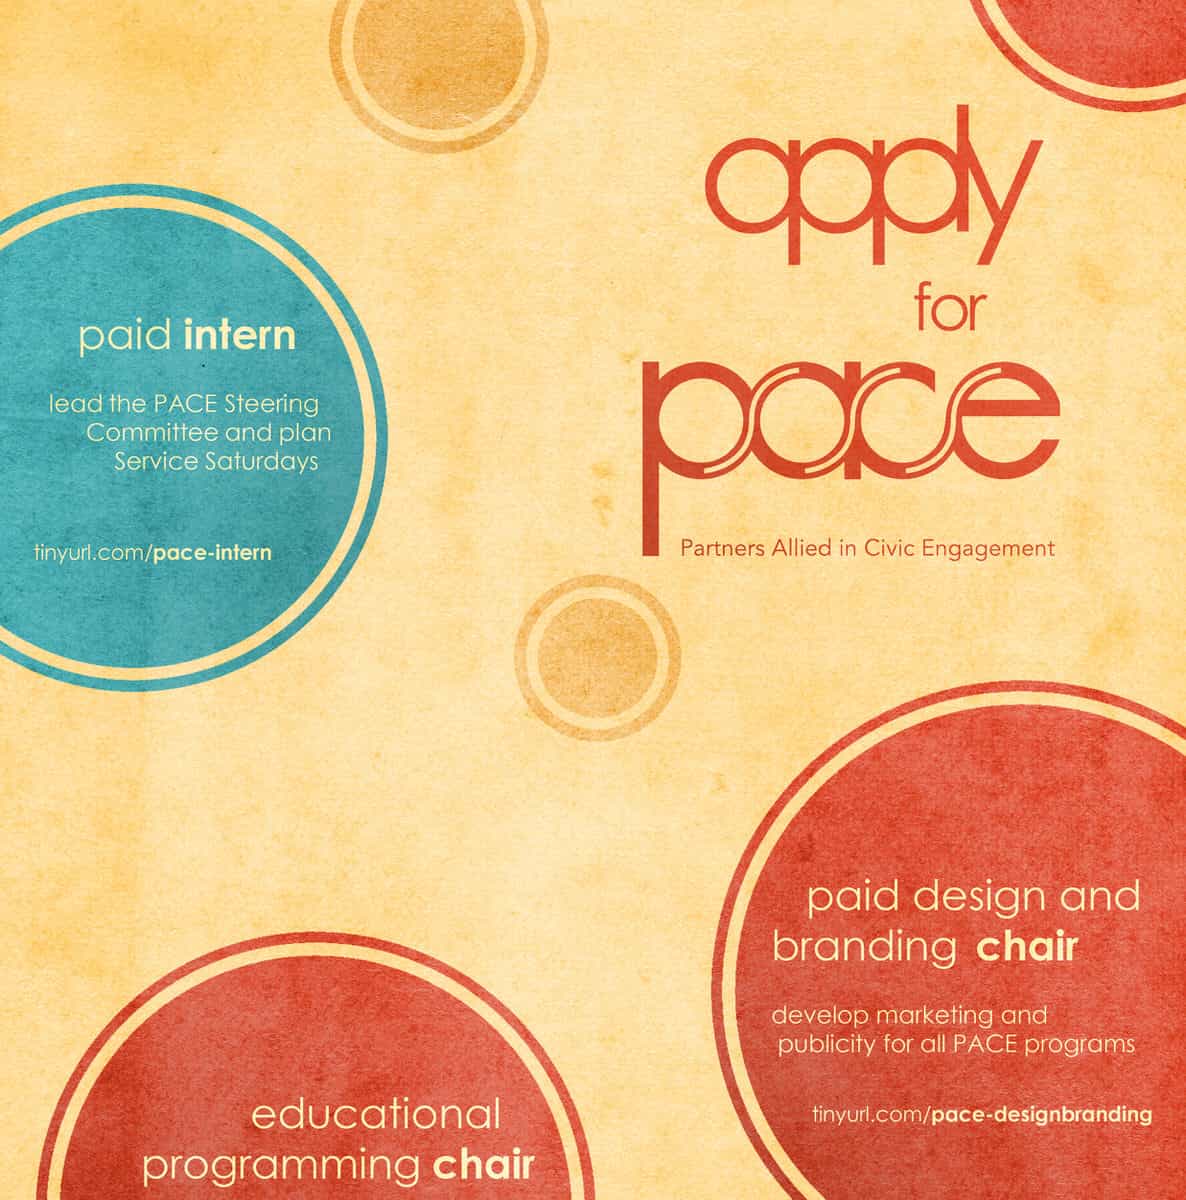 apply
for
pace
Partners Allied in Civic Engagement
paid intern
lead the PACE Steering
Committee and plan
Service Saturdays
tinyurl.com/pace-intern
paid design and
branding chair
develop marketing and
publicity for all PACE programs
tinyurl.com/pace-designbranding
educational
programming chair